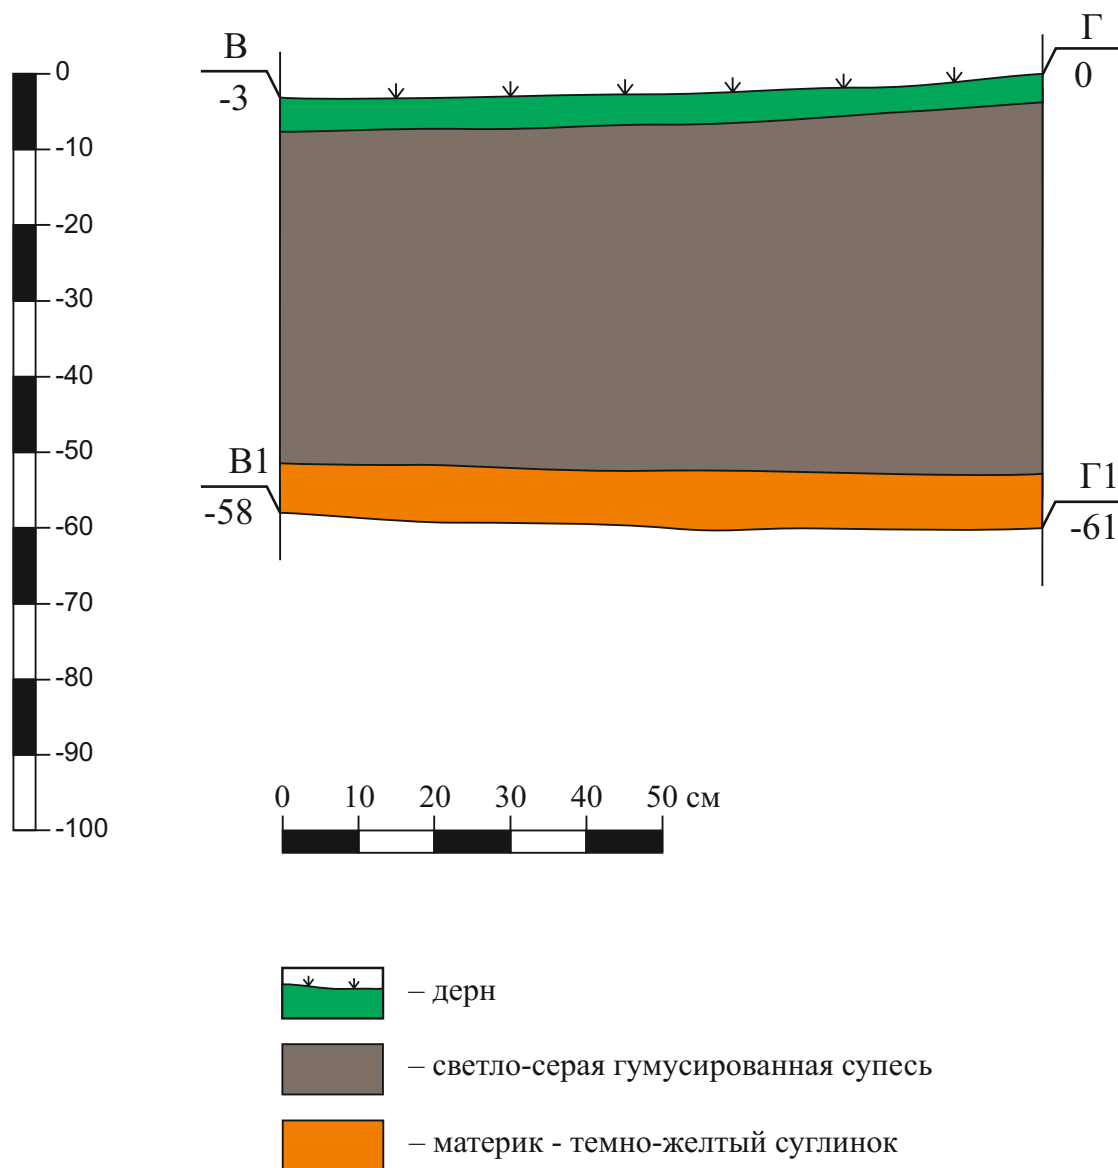 В
Г
-3
0
0
-10
-20
-30
-40
-50
-60
-70
-80
-90
-100
В1
Г1
-58
-61
0 10 20 30 40 50 см
– дерн
– светло-серая гумусированная супесь
– материк - темно-желтый суглинок